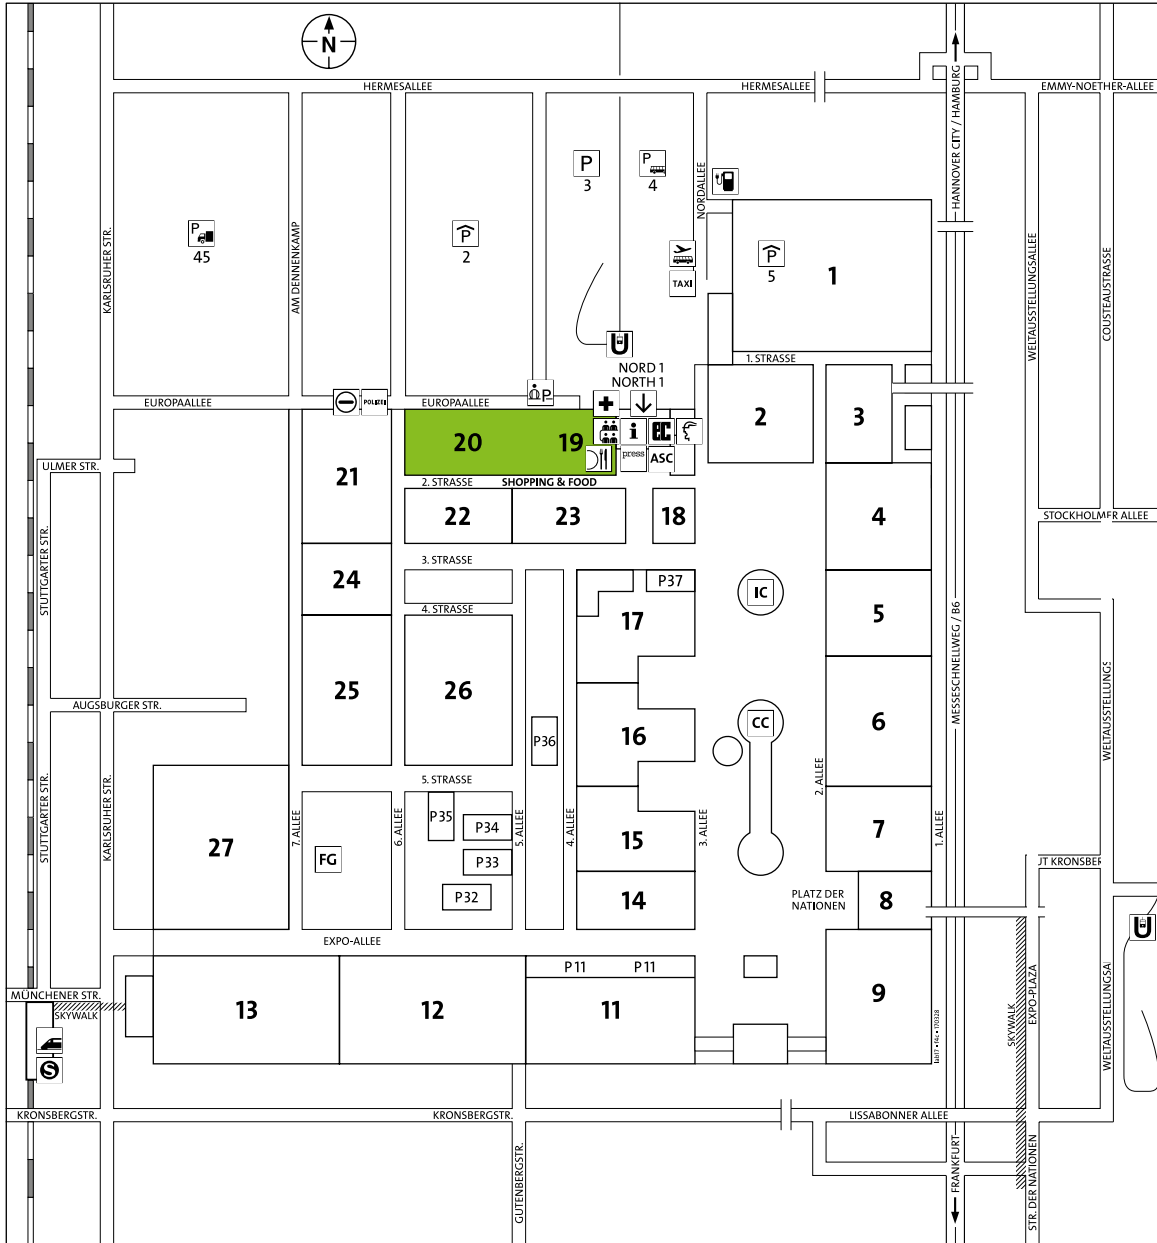 N
HERMESALLEE
HERMESALLEE
EMMY-NOETHER-ALLEE
HANNOVER CITY / HAMBURG
P
3
P
4
NORDALLEE
P
45
P
2
P
5
1
TAXI
KARLSRUHER STR.
AM DENNENKAMP
WELTAUSSTELLUNGSALLEE
COUSTEAUSTRASSE
U
NORD 1
NORTH 1
1. STRASSE
EUROPAALLEE
POLIZEI
EUROPAALLEE
P
20
19
i
EC
press
ASC
2
3
21
ULMER STR.
2. STRASSE
SHOPPING & FOOD
22
23
18
4
STOCKHOLMER ALLEE
STUTTGARTER STR.
24
3. STRASSE
4. STRASSE
P37
17
IC
5
MESSESCHNELLWEG / B6
25
26
AUGSBURGER STR.
P36
16
CC
6
WELTAUSSTELLUNGS
STUTTGARTER STR.
KARLSRUHER STR.
5. STRASSE
2. ALLEE
27
7. ALLEE
FG
6. ALLEE
P35
P34
P33
P32
5. ALLEE
4. ALLEE
15
3. ALLEE
7
1. ALLEE
UT KRONSBER
14
PLATZ DER
NATIONEN
8
U
EXPO-ALLEE
P11
P11
MÜNCHENER STR.
SKYWALK
13
12
11
9
SKYWALK
EXPO-PLAZA
WELTAUSSTELLUNGSAL
S
KRONSBERGSTR.
KRONSBERGSTR.
LISSABONNER ALLEE
GUTENBERGSTR.
FRANKFURT
STR. DER NATIONEN